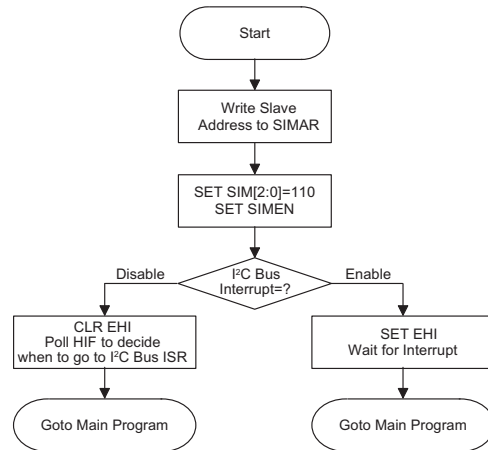 Start
Write Slave
Address to SIMAR
SET SIM[2:0]=110
SET SIMEN
I²C Bus
Interrupt=?
Disable
Enable
CLR EHI
Poll HIF to decide
when to go to I²C Bus ISR
SET EHI
Wait for Interrupt
Goto Main Program
Goto Main Program